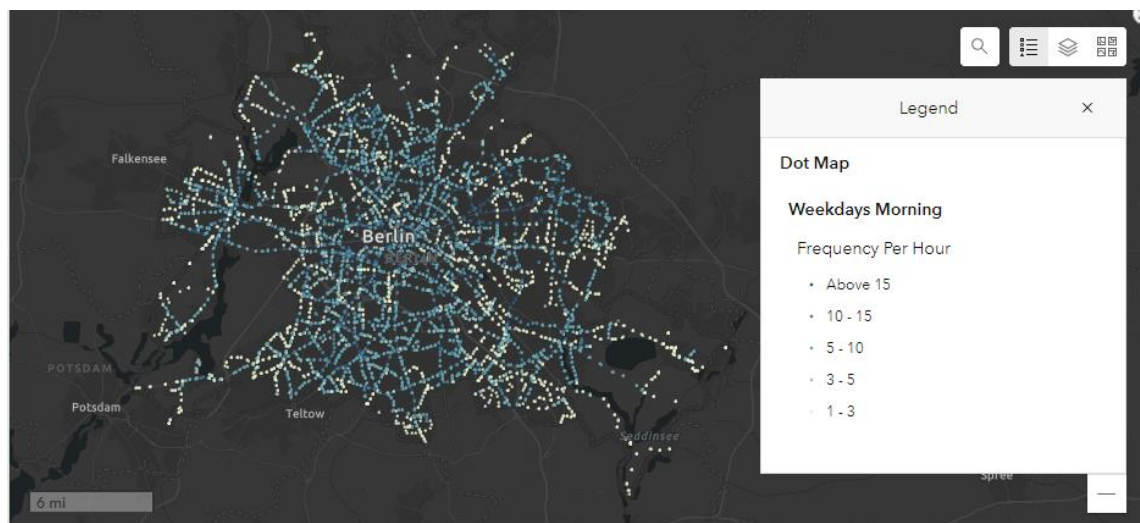 Falkensee
Berlin
BERLIN
POTSDAM
Potsdam
Teltow
Seddinsee
Spree
6 mi
Legend
Dot Map
Weekdays Morning
Frequency Per Hour
Above 15
10 - 15
5 - 10
3 - 5
1 - 3